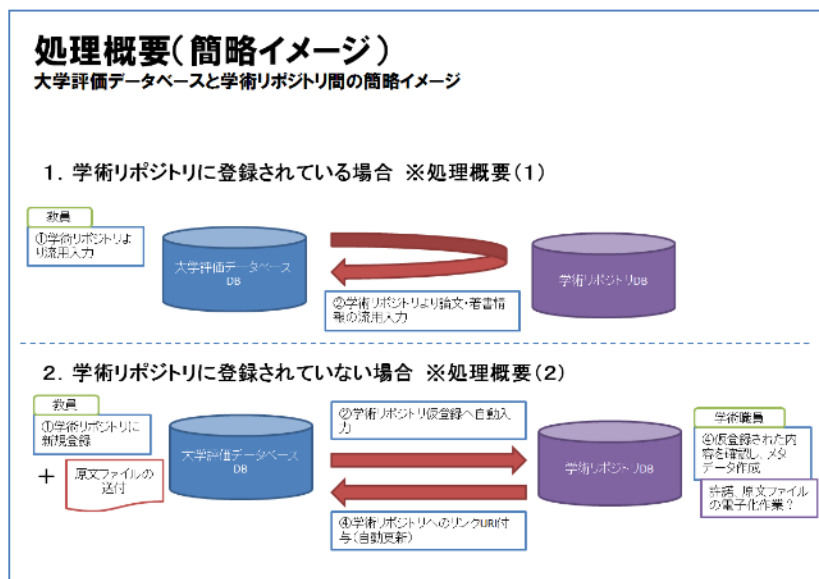 処理概要(簡略イメージ)
大学評価データベースと学術リポジトリ間の簡略イメージ
1. 学術リポジトリに登録されている場合 ※処理概要(1)
教員
①学術リポジトリよ
り流用入力
大学評価データベース
DB
②学術リポジトリより論文・著書情
報の流用入力
学術リポジトリDB
2. 学術リポジトリに登録されていない場合 ※処理概要(2)
教員
①学術リポジトリに
新規登録
+
原文ファイルの
送付
大学評価データベース
DB
②学術リポジトリ仮登録へ自動入
力
④学術リポジトリへのリンクURI付
与(自動更新)
学術リポジトリDB
学術職員
④仮登録された内
容を確認し、メタ
データ作成
許諾、原文ファイル
の電子化作業?